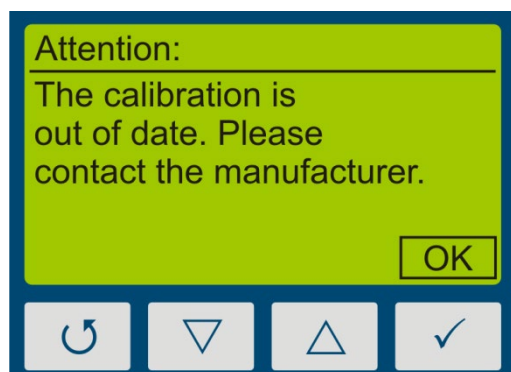 Attention:
The calibration is
out of date. Please
contact the manufacturer.
OK